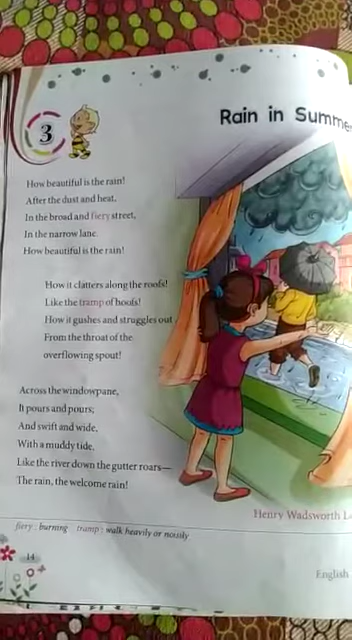 3
Rain in Summe
How beautiful is the rain!
After the dust and heat,
In the broad and fiery street,
In the narrow lane.
How beautiful is the rain!
How it clatters along the roofs!
Like the tramp of hoofs!
How it gushes and struggles out
From the throat of the
overflowing spout!
Across the windowpane,
It pours and pours;
And swift and wide,
With a muddy tide,
Like the river down the gutter roars—
The rain, the welcome rain!
Henry Wadsworth L
fiery : burning tramp : walk heavily or noisily
14
English